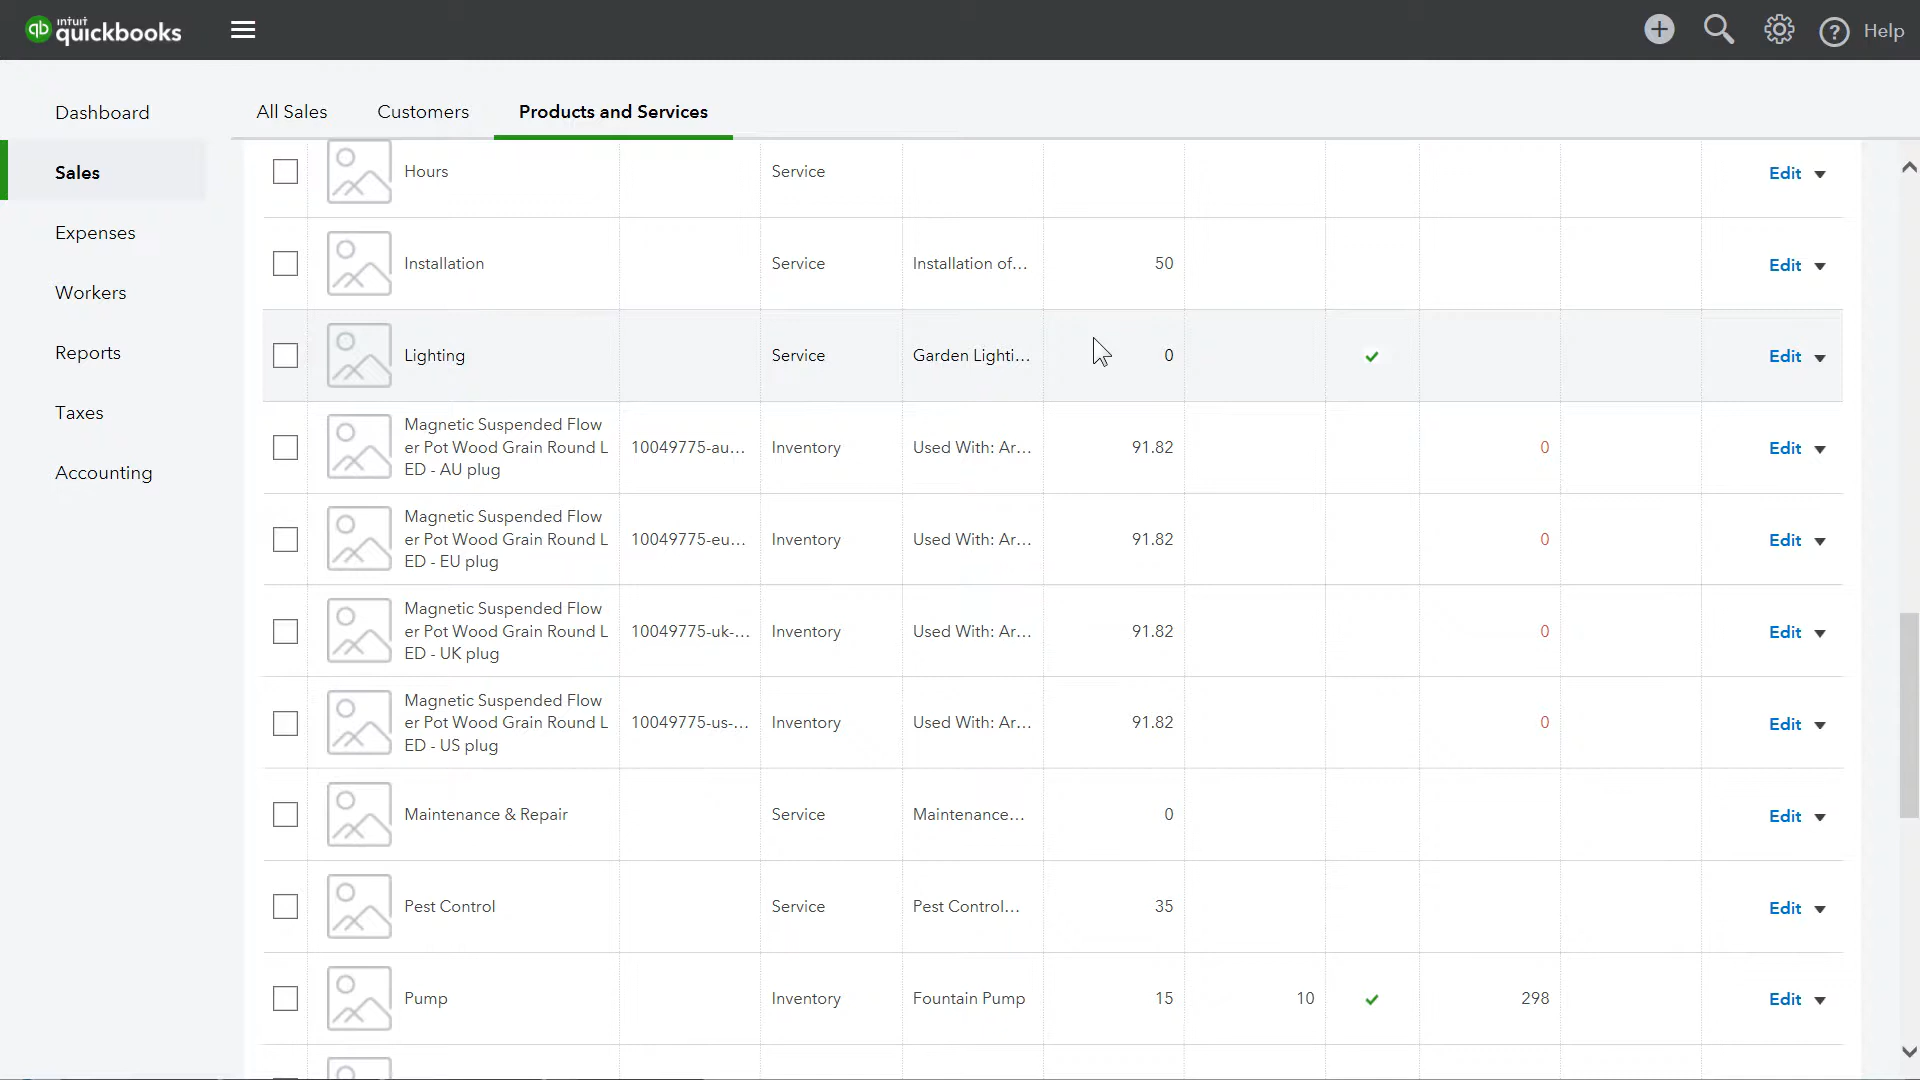 intuit
qb quickbooks
? Help
Dashboard
Sales
Expenses
Workers
Reports
Taxes
Accounting
All Sales Customers Products and Services
Hours Service Edit
Installation Service Installation of... 50 Edit
Lighting Service Garden Lighti... 0 Edit
Magnetic Suspended Flow
er Pot Wood Grain Round L
ED - AU plug
10049775-au... Inventory Used With: Ar... 91.82 0 Edit
Magnetic Suspended Flow
er Pot Wood Grain Round L
ED - EU plug
10049775-eu... Inventory Used With: Ar... 91.82 0 Edit
Magnetic Suspended Flow
er Pot Wood Grain Round L
ED - UK plug
10049775-uk-... Inventory Used With: Ar... 91.82 0 Edit
Magnetic Suspended Flow
er Pot Wood Grain Round L
ED - US plug
10049775-us-... Inventory Used With: Ar... 91.82 0 Edit
Maintenance & Repair Service Maintenance... 0 Edit
Pest Control Service Pest Control... 35 Edit
Pump Inventory Fountain Pump 15 10 298 Edit